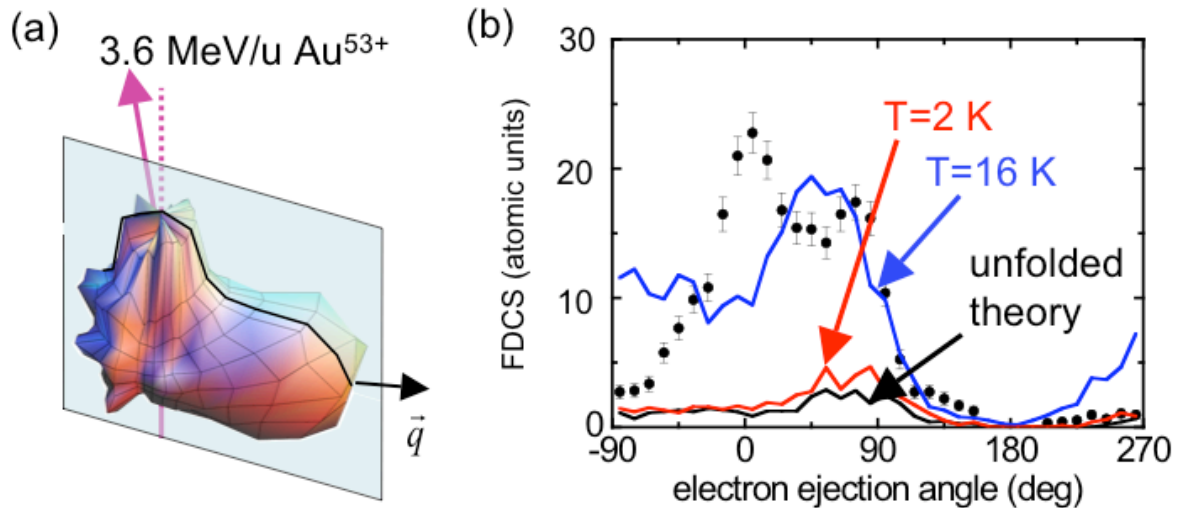 (a)
3.6 MeV/u Au⁵³⁺
q⃗
(b)
30
20
10
0
FDCS (atomic units)
T=2 K
T=16 K
unfolded
theory
-90
0
90
180
270
electron ejection angle (deg)